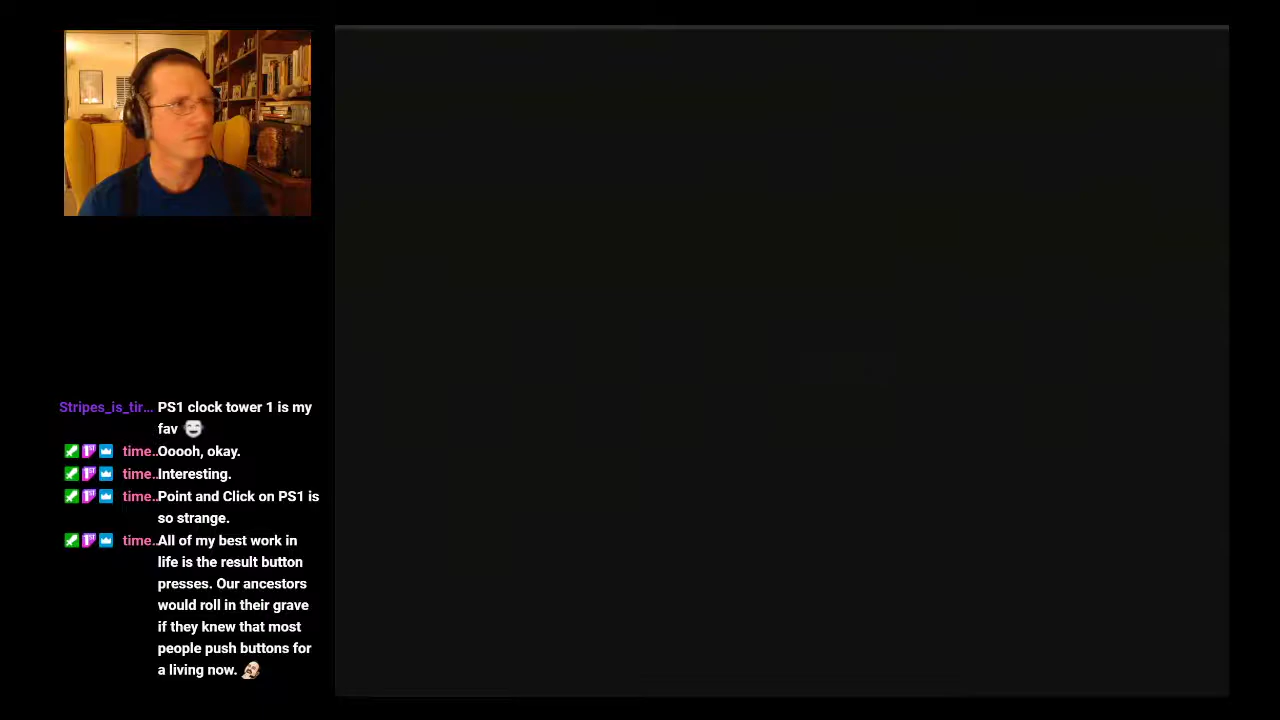 Stripes_is_tir... PS1 clock tower 1 is my
fav
time.. Ooooh, okay.
time.. Interesting.
time.. Point and Click on PS1 is
so strange.
time.. All of my best work in
life is the result button
presses. Our ancestors
would roll in their grave
if they knew that most
people push buttons for
a living now.